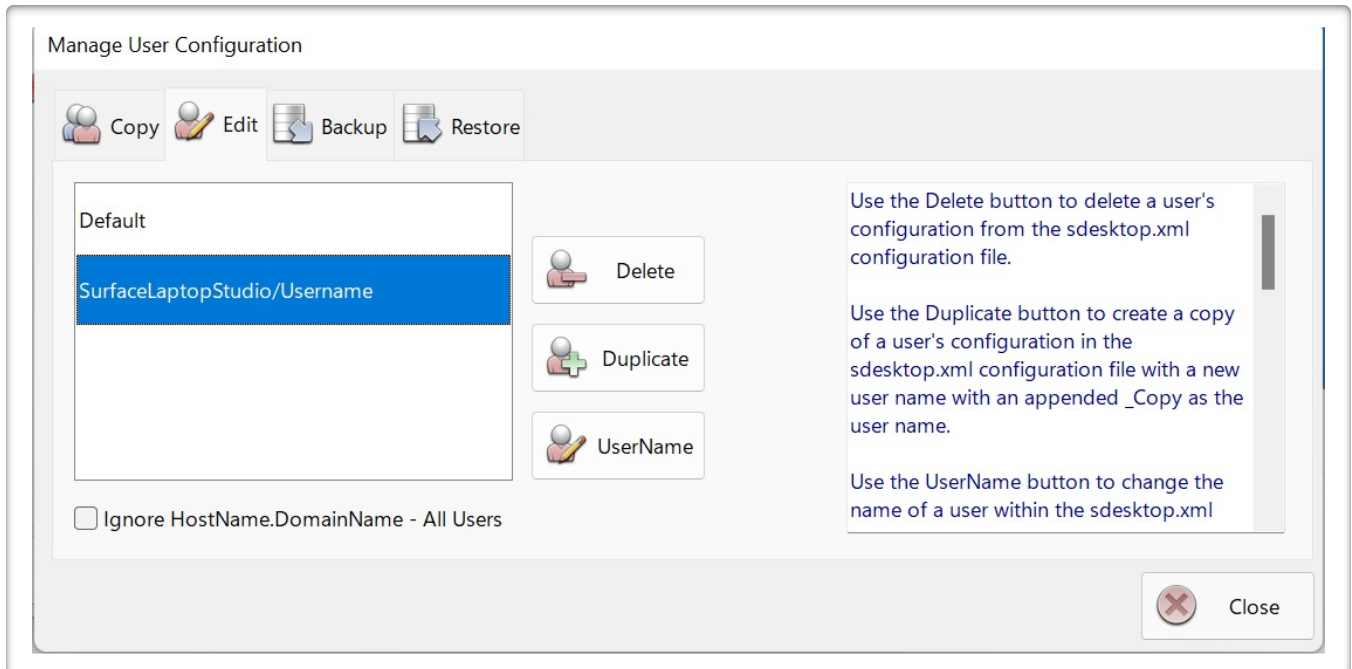 Manage User Configuration
Copy Edit Backup Restore
Default
SurfaceLaptopStudio/Username
Delete
Duplicate
UserName
Ignore HostName.DomainName - All Users
Use the Delete button to delete a user's
configuration from the sdesktop.xml
configuration file.
Use the Duplicate button to create a copy
of a user's configuration in the
sdesktop.xml configuration file with a new
user name with an appended _Copy as the
user name.
Use the UserName button to change the
name of a user within the sdesktop.xml
Close